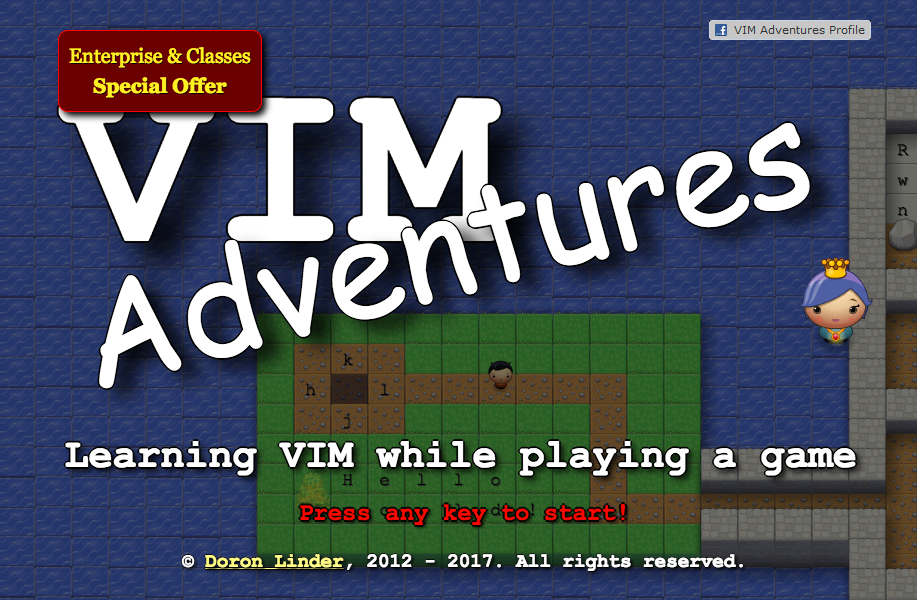 Enterprise & Classes
Special Offer
VIM Adventures Profile
VIM
Adventures
R
w
n
k
h l
j
Learning VIM while playing a game
H e l l o
Press any key to start!
© Doron Linder, 2012 - 2017. All rights reserved.